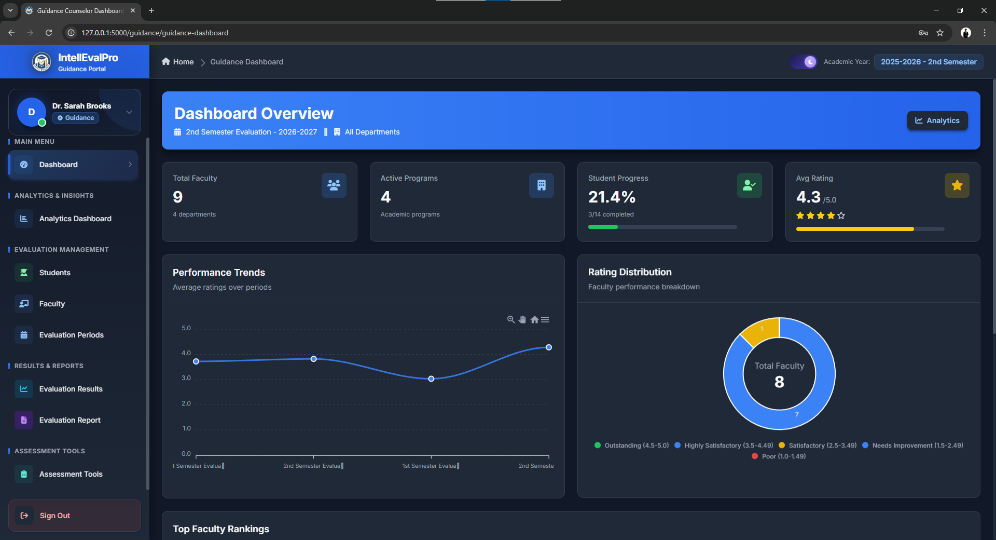 Guidance Counselor Dashboard
127.0.0.1:5000/guidance/guidance-dashboard
IntellEvalPro
Guidance Portal
Home
Guidance Dashboard
Academic Year:
2025-2026 - 2nd Semester
D
Dr. Sarah Brooks
Guidance
MAIN MENU
Dashboard
ANALYTICS & INSIGHTS
Analytics Dashboard
EVALUATION MANAGEMENT
Students
Faculty
Evaluation Periods
RESULTS & REPORTS
Evaluation Results
Evaluation Report
ASSESSMENT TOOLS
Assessment Tools
Sign Out
Dashboard Overview
2nd Semester Evaluation - 2026-2027
All Departments
Analytics
Total Faculty
9
4 departments
Active Programs
4
Academic programs
Student Progress
21.4%
3/14 completed
Avg Rating
4.3 /5.0
Performance Trends
Average ratings over periods
5.0
4.0
3.0
2.0
1.0
0.0
l Semester Evalua
2nd Semester Evalua
1st Semester Evalua
2nd Semeste
Rating Distribution
Faculty performance breakdown
1
Total Faculty
8
7
Outstanding (4.5-5.0)
Highly Satisfactory (3.5-4.49)
Satisfactory (2.5-3.49)
Needs Improvement (1.5-2.49)
Poor (1.0-1.49)
Top Faculty Rankings